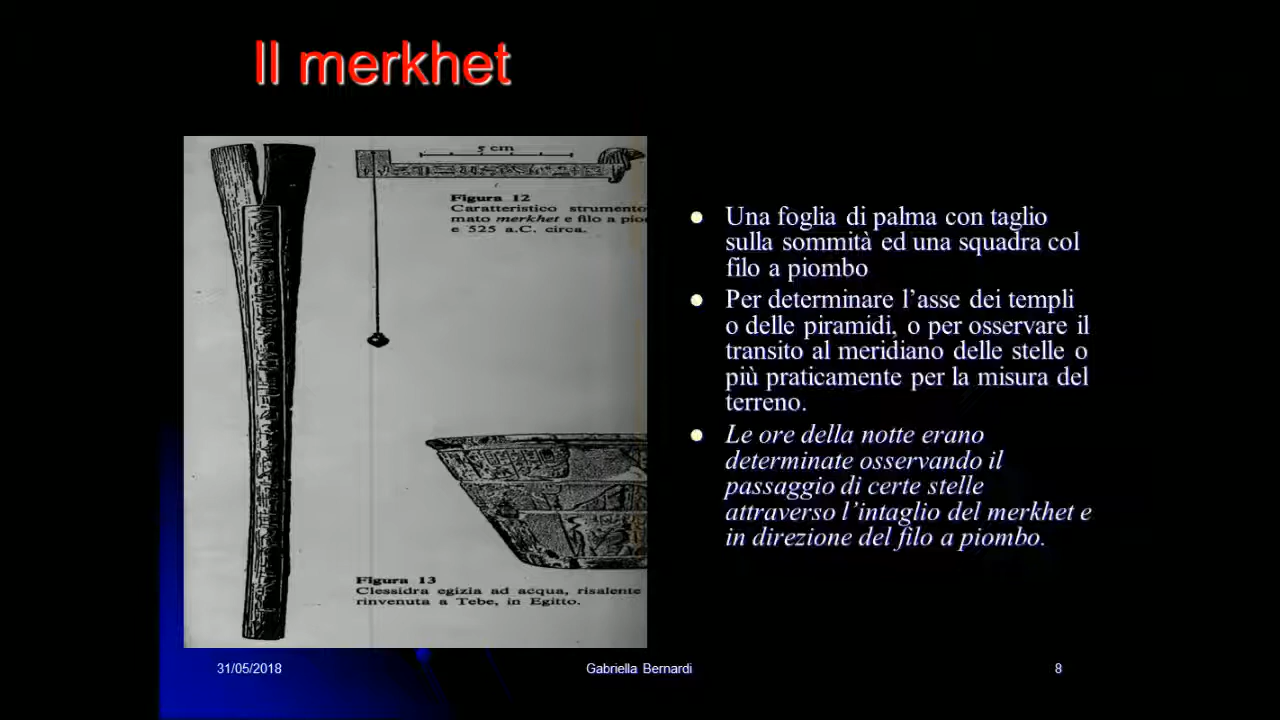 Il merkhet
5 cm
Figura 12
Caratteristico strumento
mato merkhet e filo a pio
e 525 a.C. circa.
Figura 13
Clessidra egizia ad acqua, risalente
rinvenuta a Tebe, in Egitto.
Una foglia di palma con taglio
sulla sommità ed una squadra col
filo a piombo
Per determinare l’asse dei templi
o delle piramidi, o per osservare il
transito al meridiano delle stelle o
più praticamente per la misura del
terreno.
Le ore della notte erano
determinate osservando il
passaggio di certe stelle
attraverso l’intaglio del merkhet e
in direzione del filo a piombo.
31/05/2018
Gabriella Bernardi
8